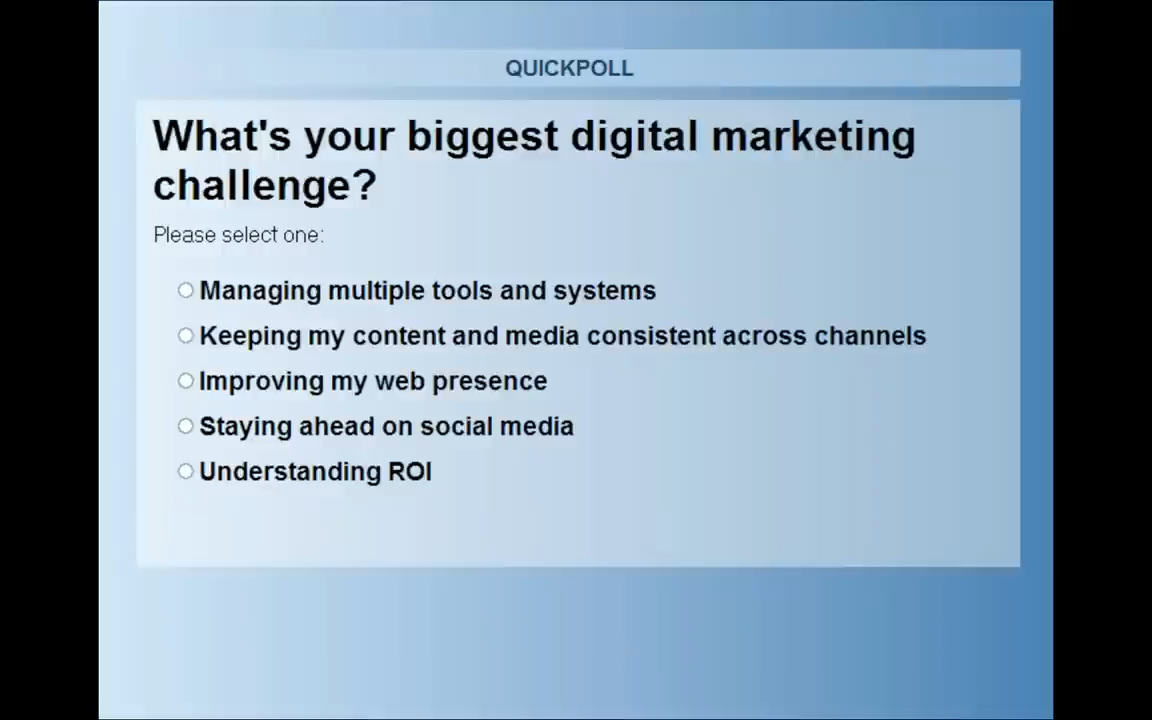 QUICKPOLL
What's your biggest digital marketing
challenge?
Please select one:
Managing multiple tools and systems
Keeping my content and media consistent across channels
Improving my web presence
Staying ahead on social media
Understanding ROI